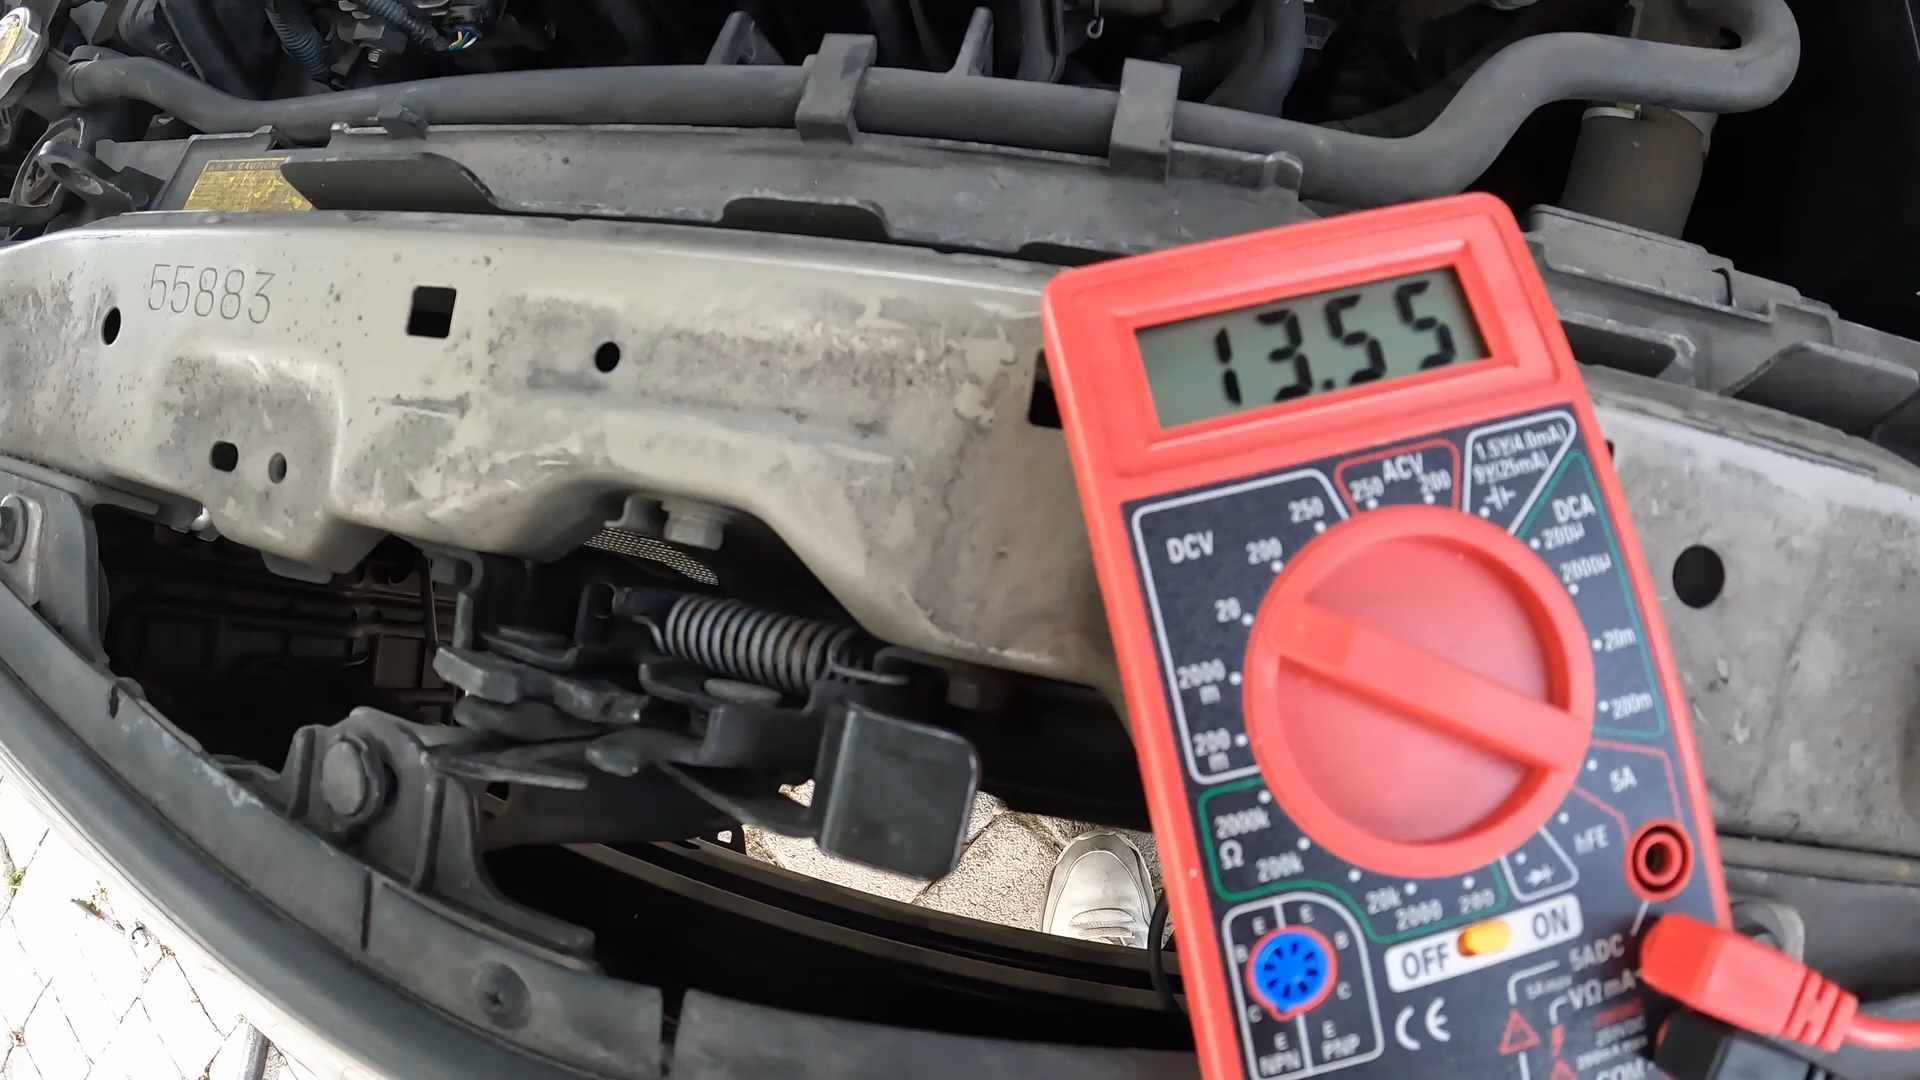 CAUTION
55883
13.55
DCV
250
200
20
2000
m
200
m
ACV
250
200
1.5V(4.0mA)
9V(25mA)
DCA
200µ
2000µ
20m
200m
5A
hFE
2000k
Ω
200k
20k
2000
200
OFF
ON
5ADC
VΩmA
COM
CE
E
E
B
B
C
C
E
E
NPN
PNP